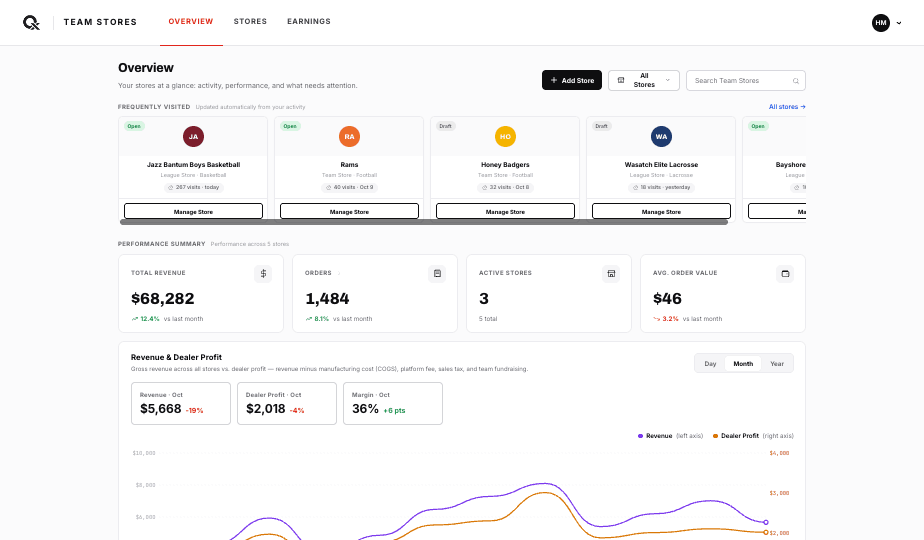 TEAM STORES
OVERVIEW
STORES
EARNINGS
HM
Overview
Your stores at a glance: activity, performance, and what needs attention.
Add Store
All
Stores
Search Team Stores
FREQUENTLY VISITED Updated automatically from your activity
All stores →
Open
JA
Jazz Bantum Boys Basketball
League Store · Basketball
267 visits · today
Manage Store
Open
RA
Rams
Team Store · Football
40 visits · Oct 8
Manage Store
Draft
HO
Honey Badgers
Team Store · Football
32 visits · Oct 8
Manage Store
Draft
WA
Wasatch Elite Lacrosse
League Store · Lacrosse
18 visits · yesterday
Manage Store
Open
Bayshore
League
Ma
PERFORMANCE SUMMARY Performance across 5 stores
TOTAL REVENUE
$68,282
12.4% vs last month
ORDERS
1,484
8.1% vs last month
ACTIVE STORES
3
5 total
AVG. ORDER VALUE
$46
3.2% vs last month
Revenue & Dealer Profit
Gross revenue across all stores vs. dealer profit — revenue minus manufacturing cost (COGS), platform fee, sales tax, and team fundraising.
Day
Month
Year
Revenue · Oct
$5,668 -19%
Dealer Profit · Oct
$2,018 -4%
Margin · Oct
36% +6 pts
Revenue (left axis)
Dealer Profit (right axis)
$10,000
$8,000
$6,000
$4,000
$3,000
$2,000